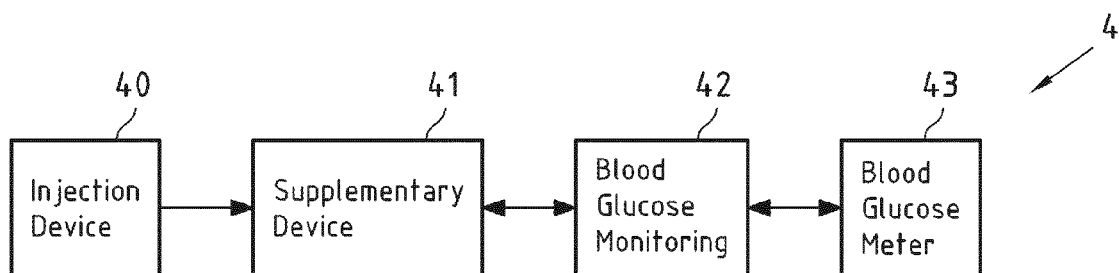 4
40
41
42
43
Injection
Device
Supplementary
Device
Blood
Glucose
Monitoring
Blood
Glucose
Meter